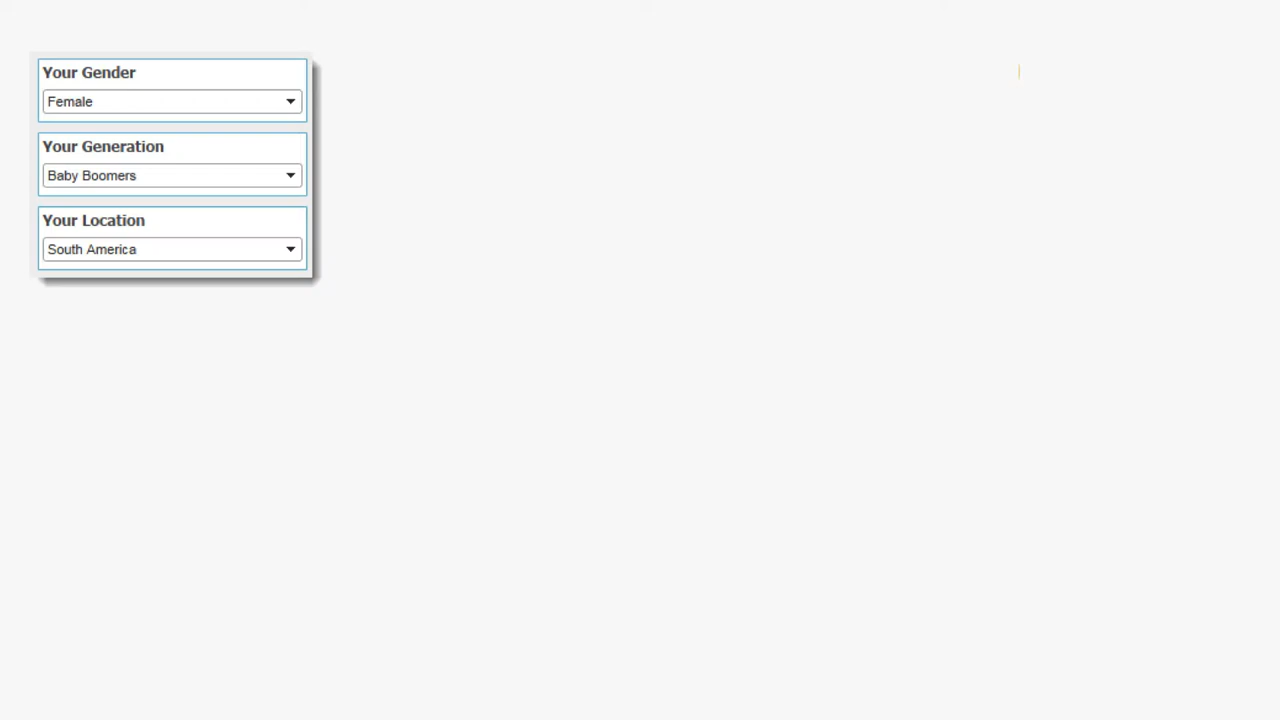 Your Gender
Female
Your Generation
Baby Boomers
Your Location
South America